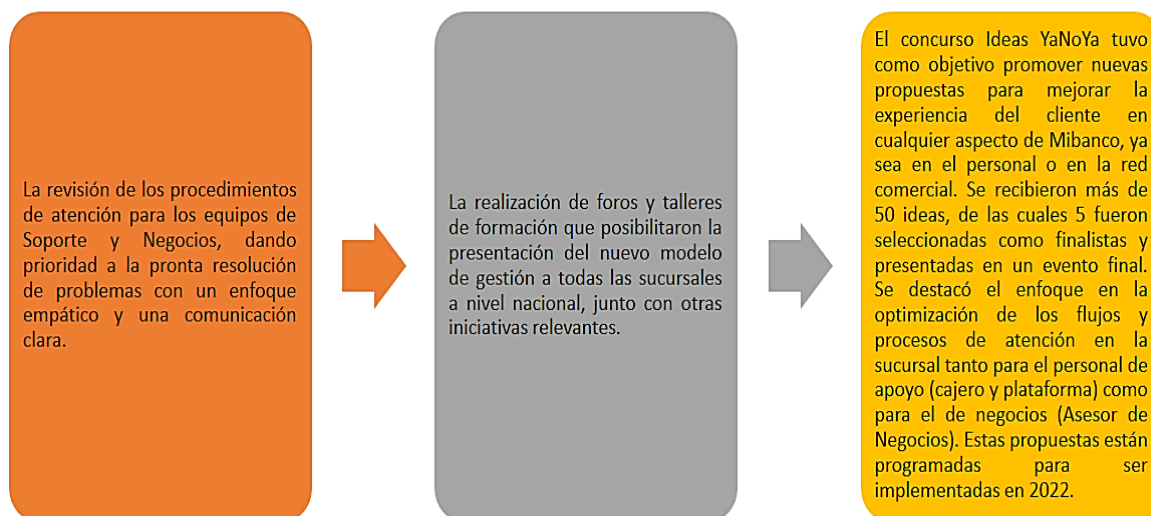 La revisión de los procedimientos
de atención para los equipos de
Soporte y Negocios, dando
prioridad a la pronta resolución
de problemas con un enfoque
empático y una comunicación
clara.
La realización de foros y talleres
de formación que posibilitaron la
presentación del nuevo modelo
de gestión a todas las sucursales
a nivel nacional, junto con otras
iniciativas relevantes.
El concurso Ideas YaNoYa tuvo
como objetivo promover nuevas
propuestas para mejorar la
experiencia del cliente en
cualquier aspecto de Mibanco, ya
sea en el personal o en la red
comercial. Se recibieron más de
50 ideas, de las cuales 5 fueron
seleccionadas como finalistas y
presentadas en un evento final.
Se destacó el enfoque en la
optimización de los flujos y
procesos de atención en la
sucursal tanto para el personal de
apoyo (cajero y plataforma) como
para el de negocios (Asesor de
Negocios). Estas propuestas están
programadas para ser
implementadas en 2022.